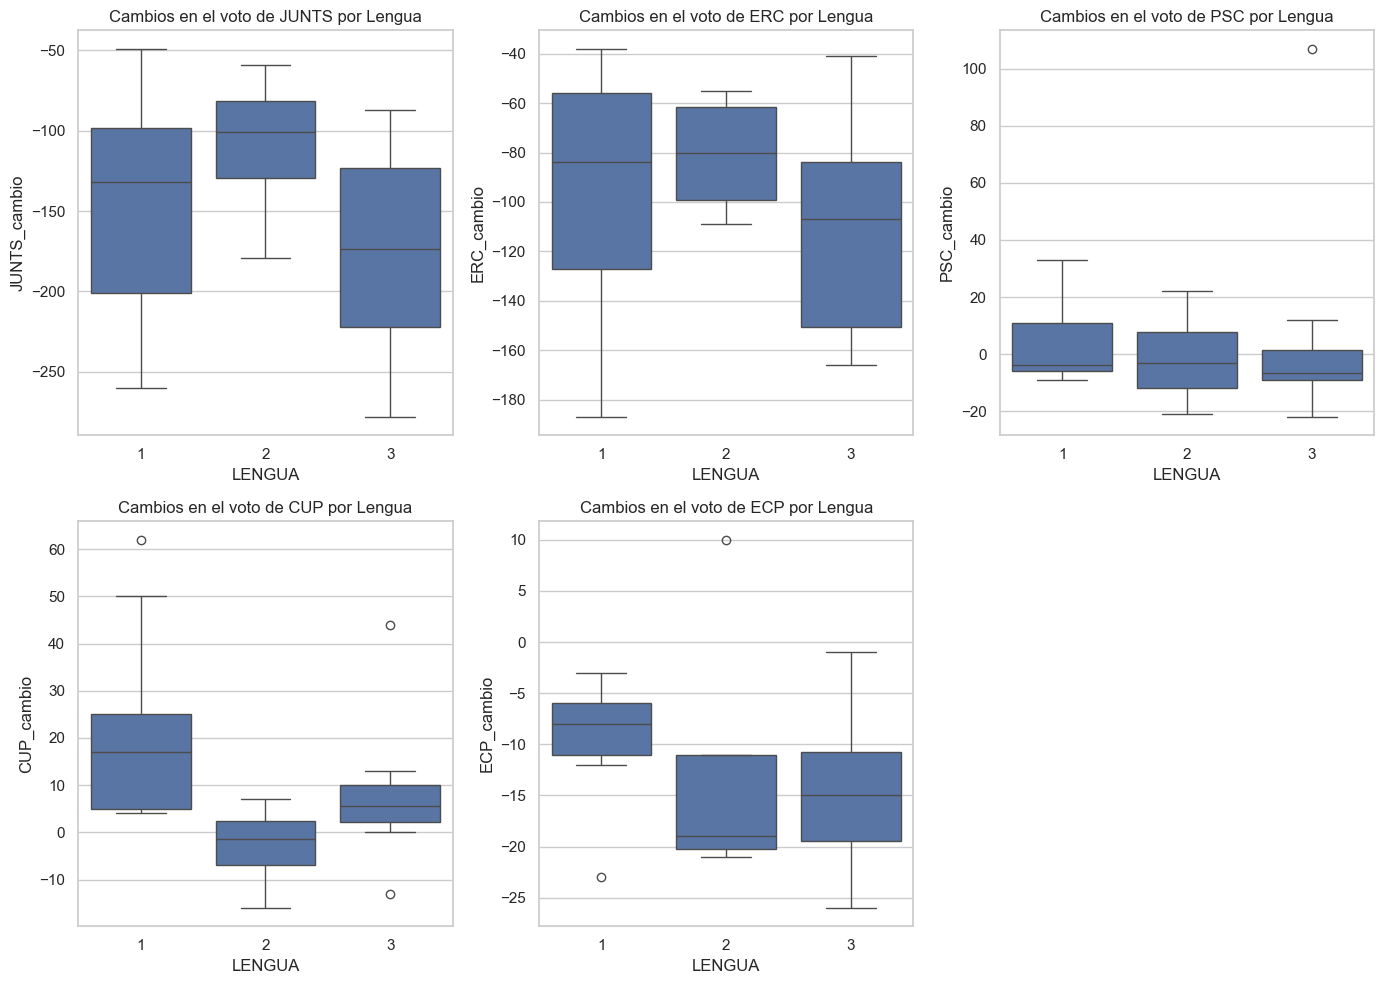 Cambios en el voto de JUNTS por Lengua
JUNTS_cambio
−50
−100
−150
−200
−250
1 2 3
LENGUA
Cambios en el voto de ERC por Lengua
ERC_cambio
−40
−60
−80
−100
−120
−140
−160
−180
1 2 3
LENGUA
Cambios en el voto de PSC por Lengua
PSC_cambio
100
80
60
40
20
0
−20
1 2 3
LENGUA
Cambios en el voto de CUP por Lengua
CUP_cambio
60
50
40
30
20
10
0
−10
1 2 3
LENGUA
Cambios en el voto de ECP por Lengua
ECP_cambio
10
5
0
−5
−10
−15
−20
−25
1 2 3
LENGUA